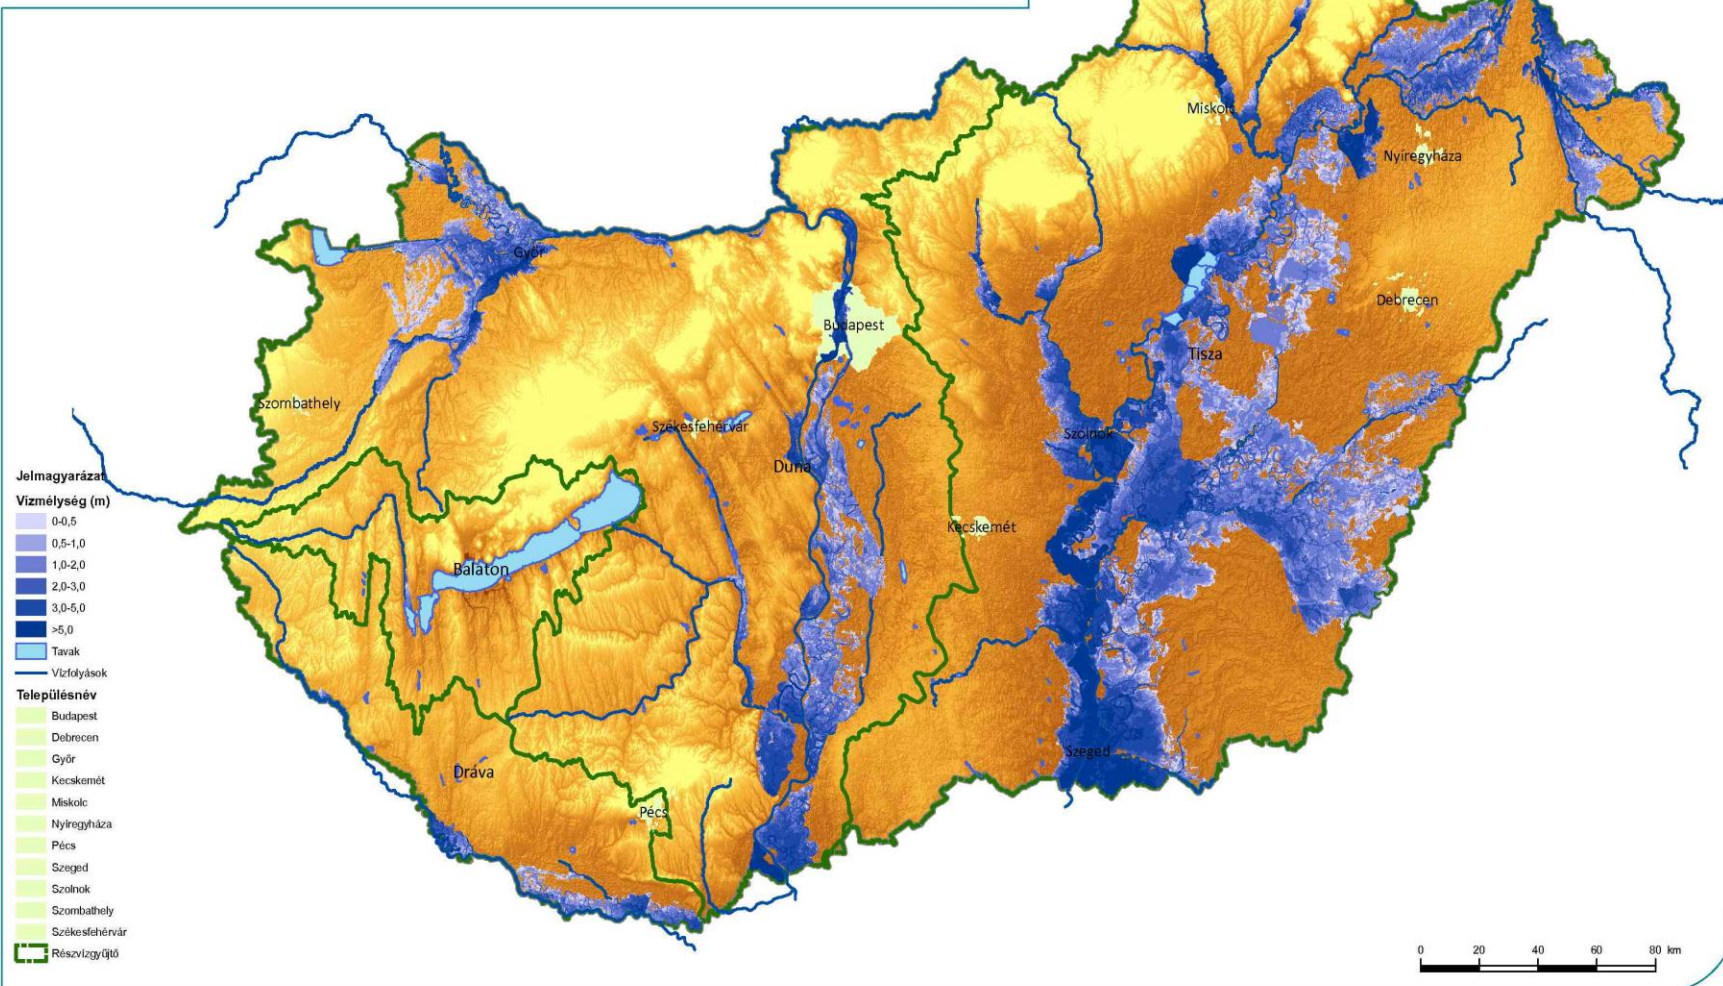 Miskolc
Nyíregyháza
Győr
Debrecen
Budapest
Tisza
Szombathely
Székesfehérvár
Szolnok
Duna
Kecskemét
Balaton
Szeged
Dráva
Pécs
Jelmagyarázat
Vízmélység (m)
0-0,5
0,5-1,0
1,0-2,0
2,0-3,0
3,0-5,0
>5,0
Tavak
Vízfolyások
Településnév
Budapest
Debrecen
Győr
Kecskemét
Miskolc
Nyíregyháza
Pécs
Szeged
Szolnok
Szombathely
Székesfehérvár
Részvízgyűjtő
0 20 40 60 80 km